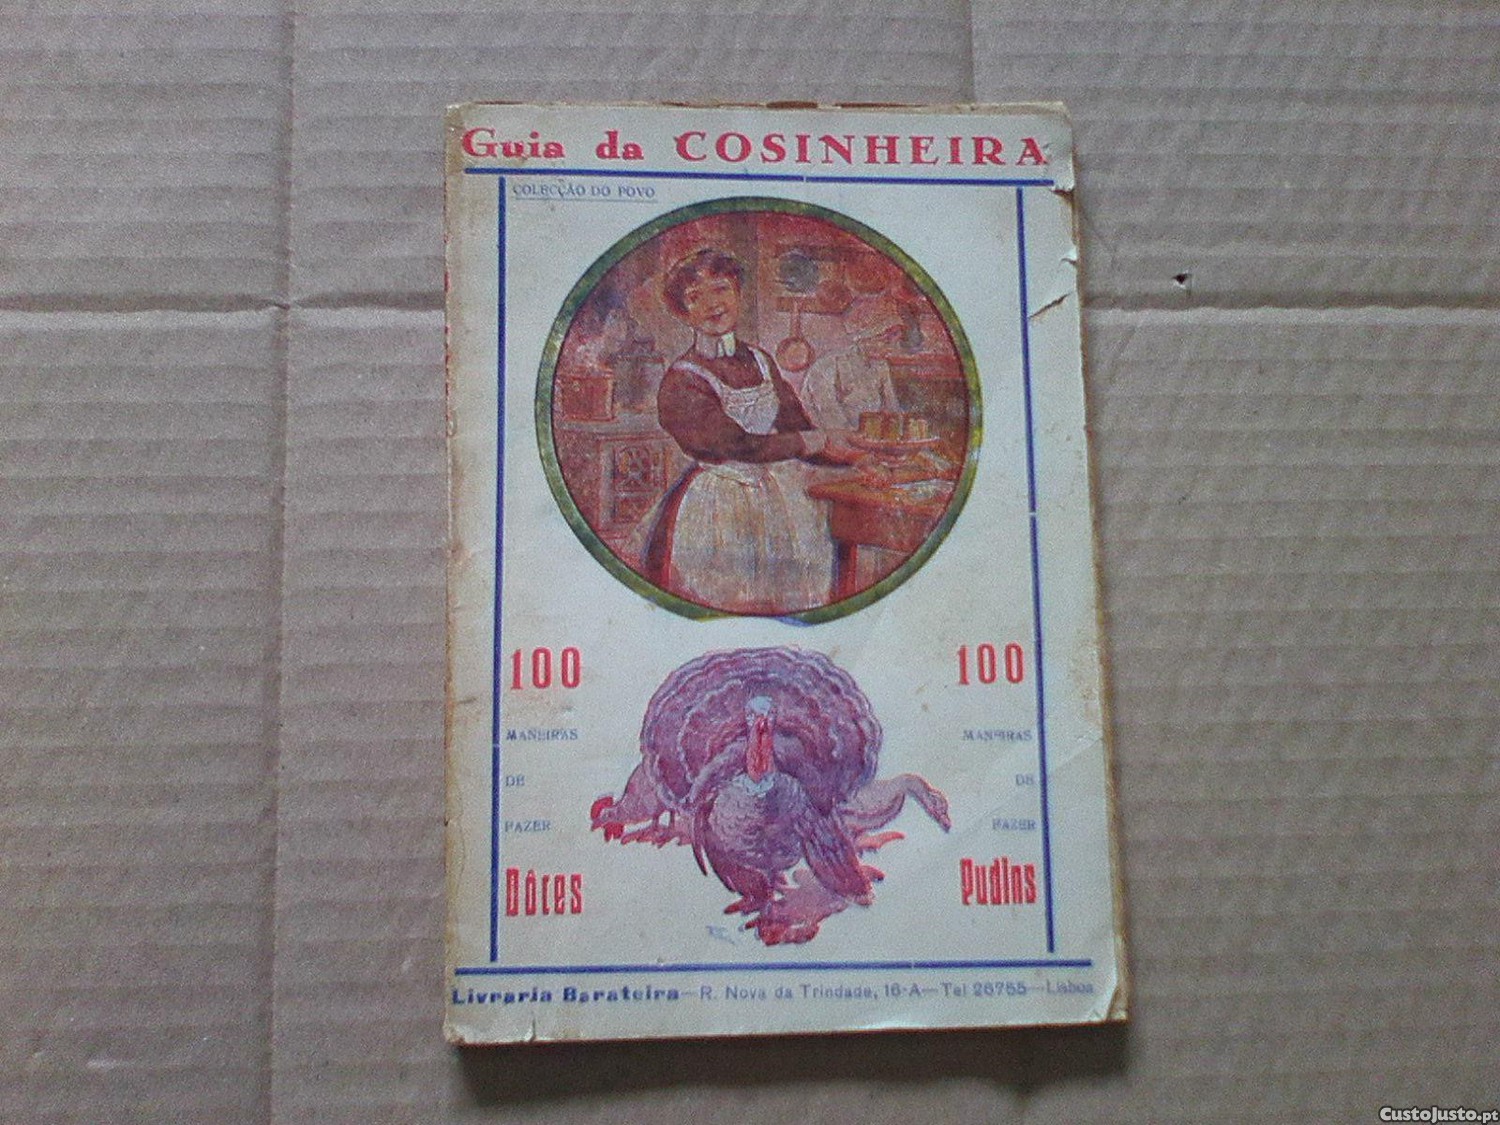 Guia da COSINHEIRA
COLECÇÃO DO POVO
100
MANEIRAS
DE
FAZER
Dôces
100
MANEIRAS
DE
FAZER
Pudins
Livraria Barateira—R. Nova da Trindade, 16-A—Tel 26755—Lisboa
CustoJusto.pt